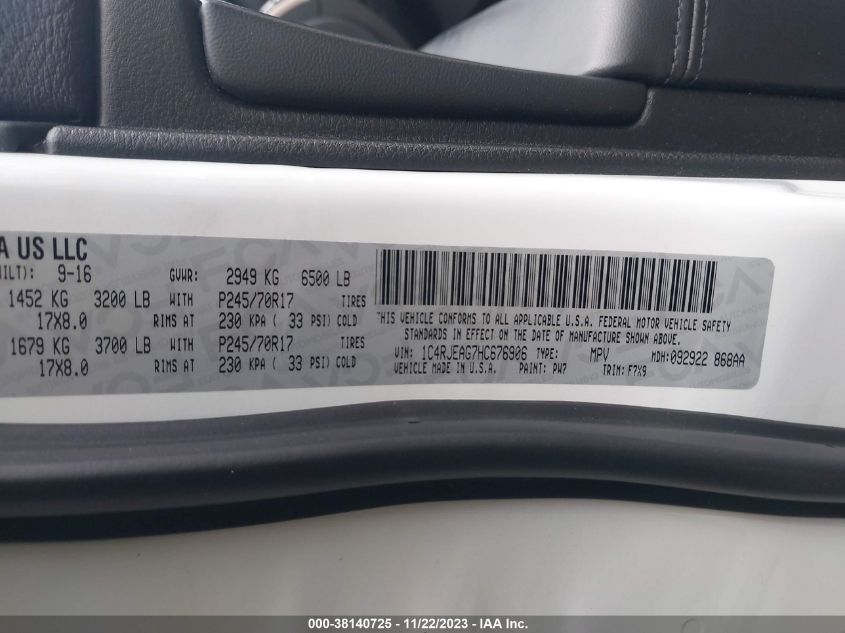 A US LLC
ILT): 9-16 GVWR: 2949 KG 6500 LB
1452 KG 3200 LB WITH P245/70R17 TIRES
17X8.0 RIMS AT 230 KPA ( 33 PSI) COLD
1679 KG 3700 LB WITH P245/70R17 TIRES
17X8.0 RIMS AT 230 KPA ( 33 PSI) COLD
THIS VEHICLE CONFORMS TO ALL APPLICABLE U.S.A. FEDERAL MOTOR VEHICLE SAFETY
STANDARDS IN EFFECT ON THE DATE OF MANUFACTURE SHOWN ABOVE.
VIN: 1C4RJEAG7HC676906 TYPE: MPV MDH:092922 868AA
VEHICLE MADE IN U.S.A. PAINT: PW7 TRIM: F7X9
000-38140725 - 11/22/2023 - IAA Inc.